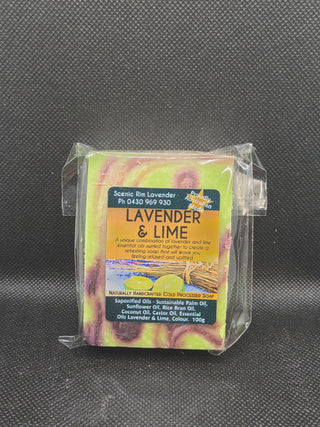 Scenic Rim Lavender
Ph 0430 969 930
LAVENDER
& LIME
A unique combination of lavender and lime
essential oils swirled together to create a
refreshing soap that will leave you
feeling relaxed and uplifted
NATURALLY HANDCRAFTED COLD PROCESSED SOAP
Saponified Oils - Sustainable Palm Oil,
Sunflower Oil, Rice Bran Oil,
Coconut Oil, Castor Oil, Essential
Oils Lavender & Lime, Colour. 100g